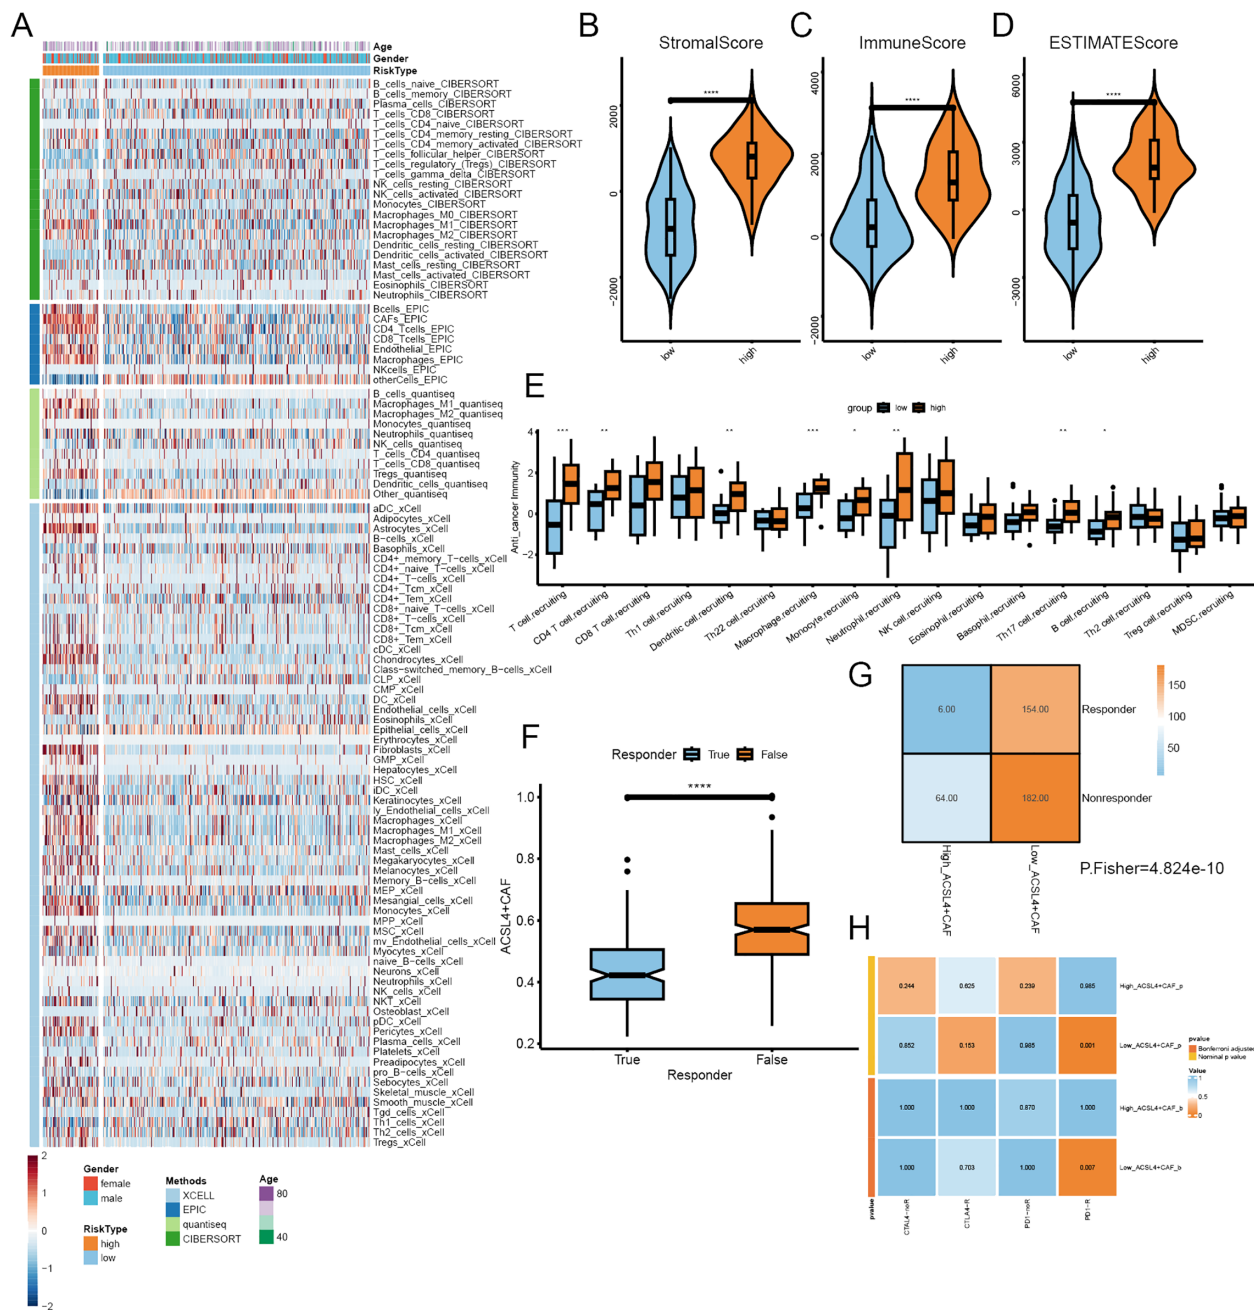 A
Age
Gender
RiskType
B_cells_naive_CIBERSORT
B_cells_memory_CIBERSORT
Plasma_cells_CIBERSORT
T_cells_CD8_CIBERSORT
T_cells_CD4_naive_CIBERSORT
T_cells_CD4_memory_resting_CIBERSORT
T_cells_CD4_memory_activated_CIBERSORT
T_cells_follicular_helper_CIBERSORT
T_cells_regulatory_(Tregs)_CIBERSORT
T_cells_gamma_delta_CIBERSORT
NK_cells_resting_CIBERSORT
NK_cells_activated_CIBERSORT
Monocytes_CIBERSORT
Macrophages_M0_CIBERSORT
Macrophages_M1_CIBERSORT
Macrophages_M2_CIBERSORT
Dendritic_cells_resting_CIBERSORT
Dendritic_cells_activated_CIBERSORT
Mast_cells_resting_CIBERSORT
Mast_cells_activated_CIBERSORT
Eosinophils_CIBERSORT
Neutrophils_CIBERSORT
Bcells_EPIC
CAFs_EPIC
CD4_Tcells_EPIC
CD8_Tcells_EPIC
Endothelial_EPIC
Macrophages_EPIC
NKcells_EPIC
otherCells_EPIC
B_cells_quantiseq
Macrophages_M1_quantiseq
Macrophages_M2_quantiseq
Monocytes_quantiseq
Neutrophils_quantiseq
NK_cells_quantiseq
T_cells_CD4_quantiseq
T_cells_CD8_quantiseq
Tregs_quantiseq
Dendritic_cells_quantiseq
Other_quantiseq
aDC_xCell
Adipocytes_xCell
Astrocytes_xCell
B-cells_xCell
Basophils_xCell
CD4+_memory_T-cells_xCell
CD4+_naive_T-cells_xCell
CD4+_T-cells_xCell
CD4+_Tcm_xCell
CD4+_Tem_xCell
CD8+_naive_T-cells_xCell
CD8+_T-cells_xCell
CD8+_Tcm_xCell
CD8+_Tem_xCell
cDC_xCell
Chondrocytes_xCell
Class-switched_memory_B-cells_xCell
CLP_xCell
CMP_xCell
DC_xCell
Endothelial_cells_xCell
Eosinophils_xCell
Epithelial_cells_xCell
Erythrocytes_xCell
Fibroblasts_xCell
GMP_xCell
Hepatocytes_xCell
HSC_xCell
iDC_xCell
Keratinocytes_xCell
ly_Endothelial_cells_xCell
Macrophages_xCell
Macrophages_M1_xCell
Macrophages_M2_xCell
Mast_cells_xCell
Megakaryocytes_xCell
Melanocytes_xCell
Memory_B-cells_xCell
MEP_xCell
Mesangial_cells_xCell
Monocytes_xCell
MPP_xCell
MSC_xCell
mv_Endothelial_cells_xCell
Myocytes_xCell
naive_B-cells_xCell
Neurons_xCell
Neutrophils_xCell
NK_cells_xCell
NKT_xCell
Osteoblast_xCell
pDC_xCell
Pericytes_xCell
Plasma_cells_xCell
Platelets_xCell
Preadipocytes_xCell
pro_B-cells_xCell
Sebocytes_xCell
Skeletal_muscle_xCell
Smooth_muscle_xCell
Tgd_cells_xCell
Th1_cells_xCell
Th2_cells_xCell
Tregs_xCell
2
1
0
−1
−2
Gender
female
male
RiskType
high
low
Methods
XCELL
EPIC
quantiseq
CIBERSORT
Age
80
40
B
StromalScore
****
2000
0
−2000
low
high
C
ImmuneScore
****
4000
2000
0
−2000
low
high
D
ESTIMATEScore
****
6000
3000
0
−3000
low
high
E
group low high
Anti_cancer Immunity
4
2
0
−2
*** ** ** *** * ** ** *
T cell.recruiting
CD4 T cell.recruiting
CD8 T cell.recruiting
Th1 cell.recruiting
Dendritic cell.recruiting
Th22 cell.recruiting
Macrophage.recruiting
Monocyte.recruiting
Neutrophil.recruiting
NK cell.recruiting
Eosinophil.recruiting
Basophil.recruiting
Th17 cell.recruiting
B cell.recruiting
Th2 cell.recruiting
Treg cell.recruiting
MDSC.recruiting
F
Responder True False
****
ACSL4+CAF
1.0
0.8
0.6
0.4
0.2
True
False
Responder
G
6.00 154.00 Responder
64.00 182.00 Nonresponder
High_ACSL4+CAF
Low_ACSL4+CAF
150
100
50
P.Fisher=4.824e-10
H
0.244 0.625 0.239 0.985 High_ACSL4+CAF_p
0.852 0.153 0.985 0.001 Low_ACSL4+CAF_p
1.000 1.000 0.870 1.000 High_ACSL4+CAF_b
1.000 0.703 1.000 0.007 Low_ACSL4+CAF_b
pvalue
CTAL4-noR
CTLA4-R
PD1-noR
PD1-R
pvalue
Bonferroni adjusted
Nominal p value
Value
1
0.5
0